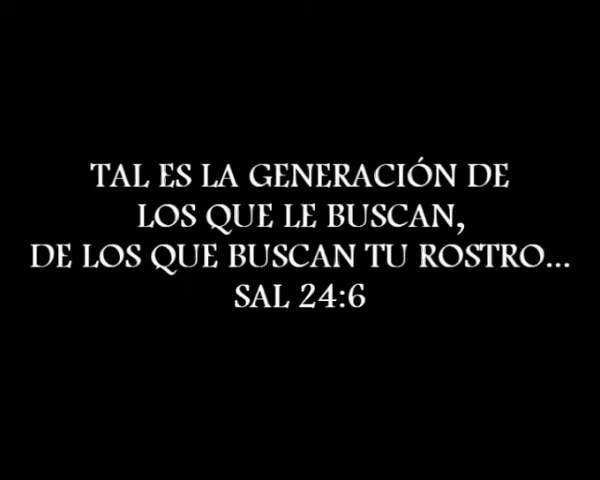 TAL ES LA GENERACIÓN DE
LOS QUE LE BUSCAN,
DE LOS QUE BUSCAN TU ROSTRO...
SAL 24:6